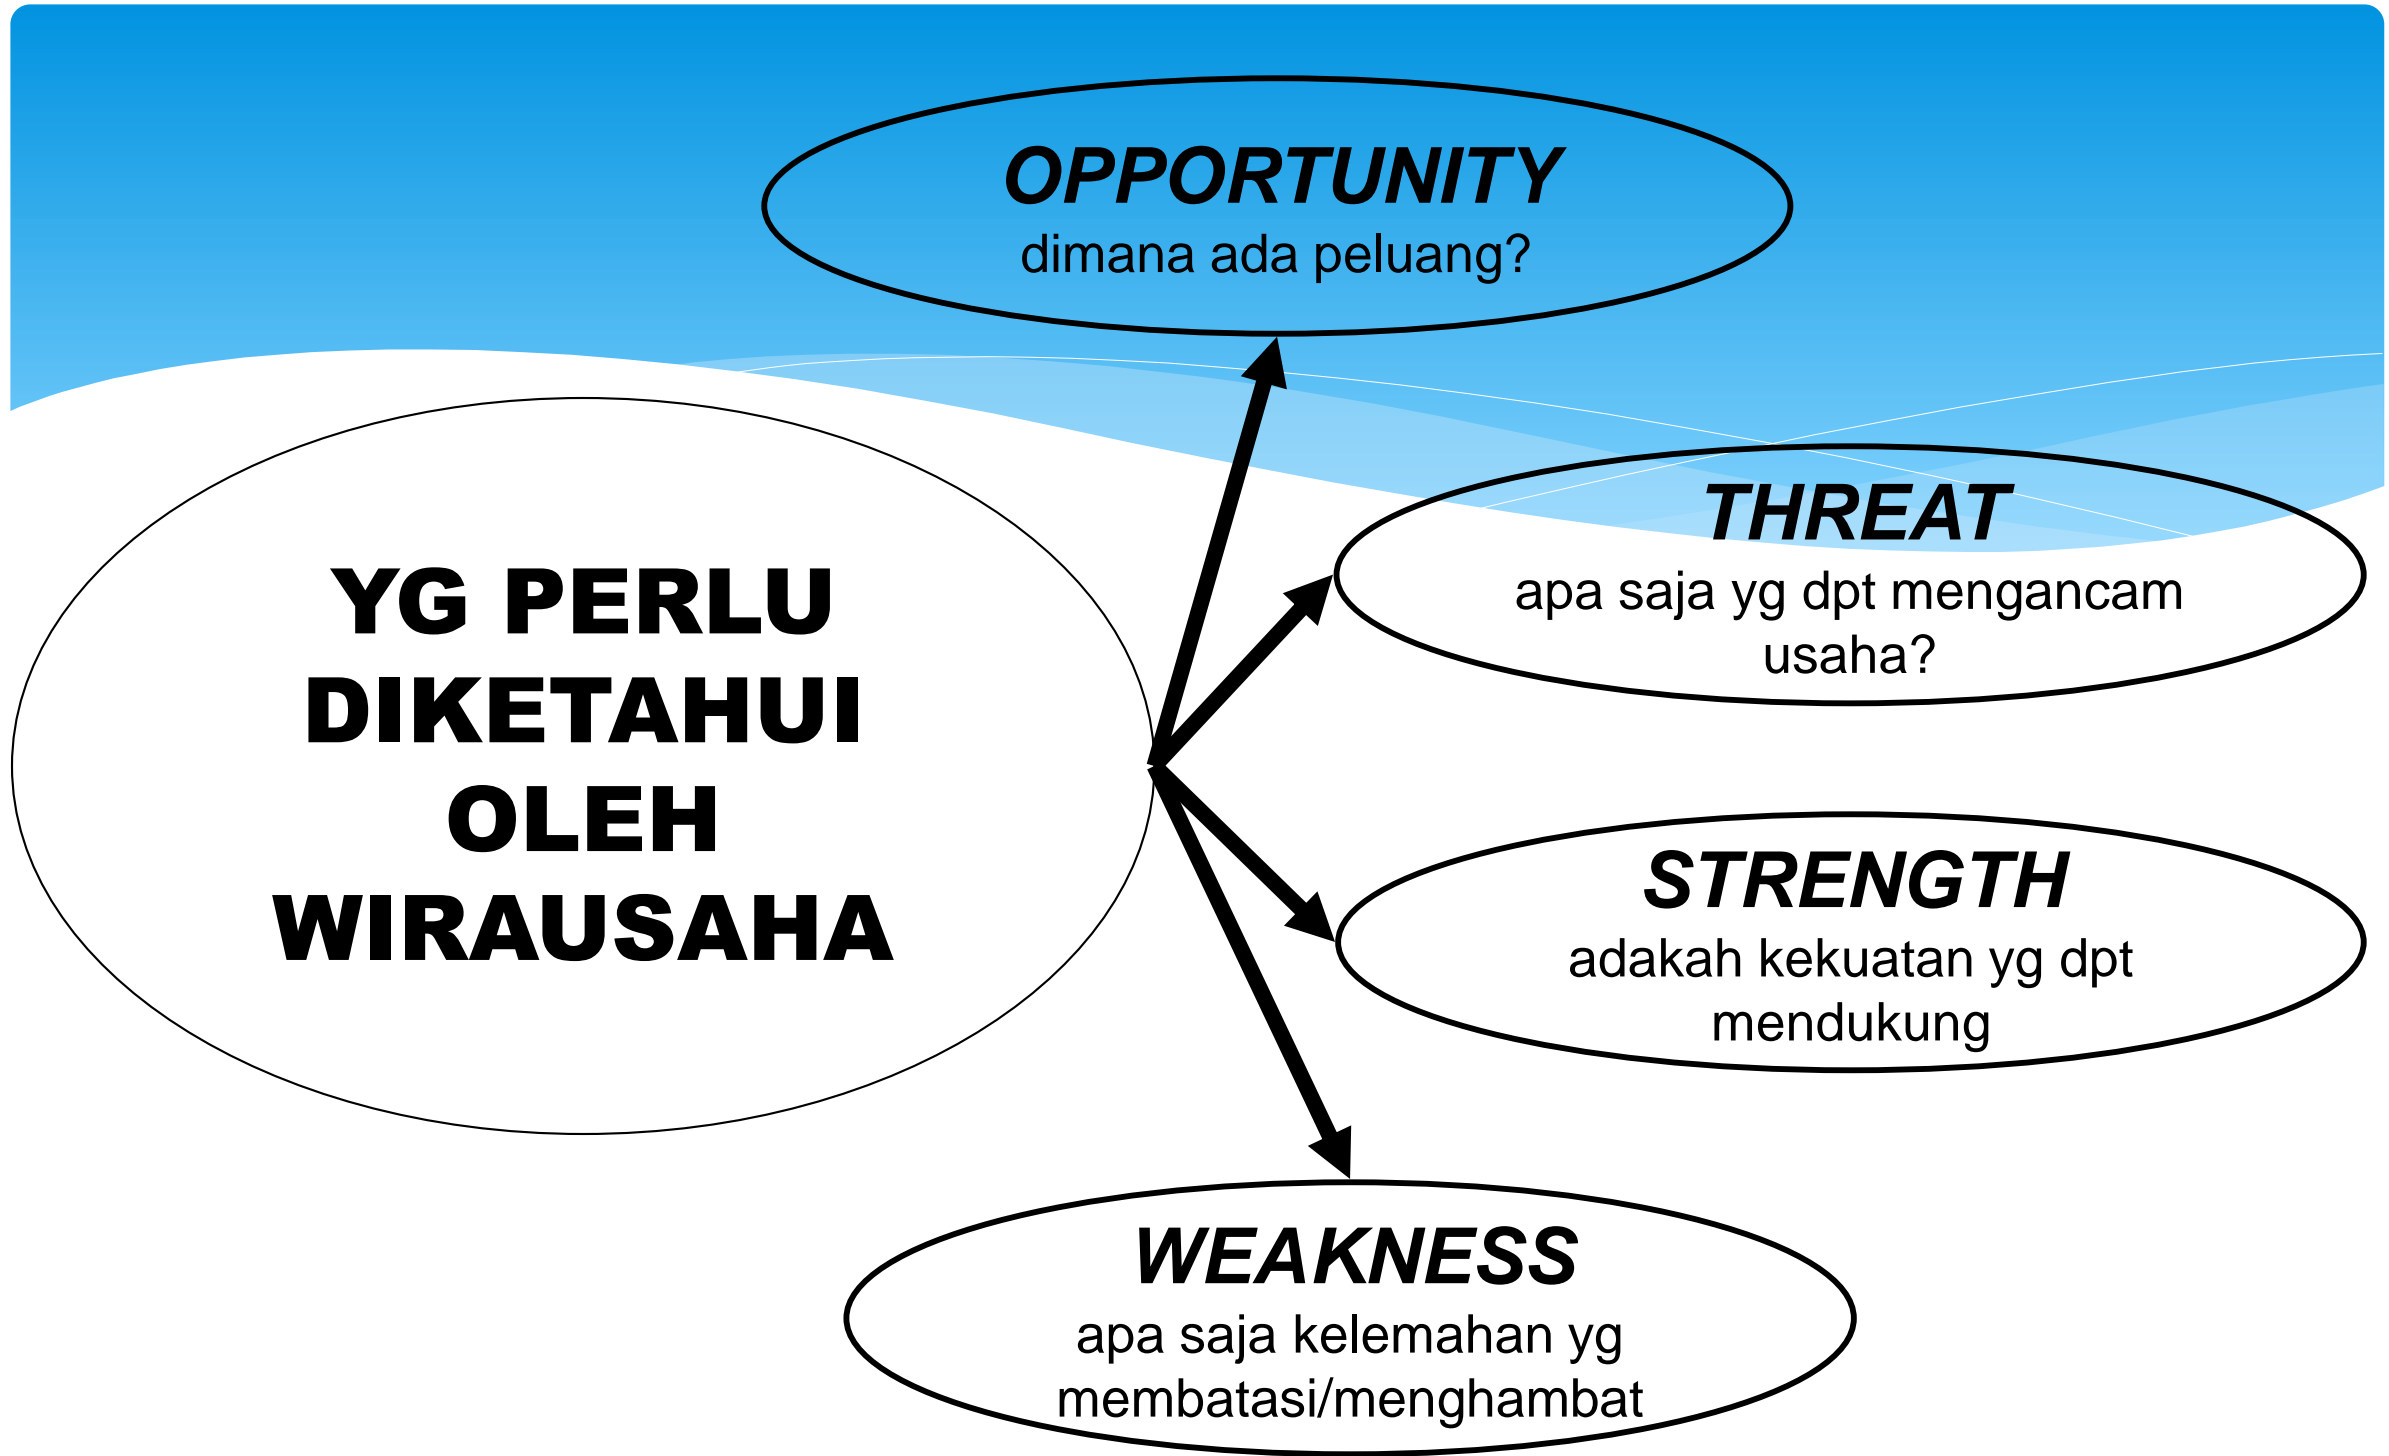 OPPORTUNITY
dimana ada peluang?
YG PERLU
DIKETAHUI
OLEH
WIRAUSAHA
THREAT
apa saja yg dpt mengancam
usaha?
STRENGTH
adakah kekuatan yg dpt
mendukung
WEAKNESS
apa saja kelemahan yg
membatasi/menghambat